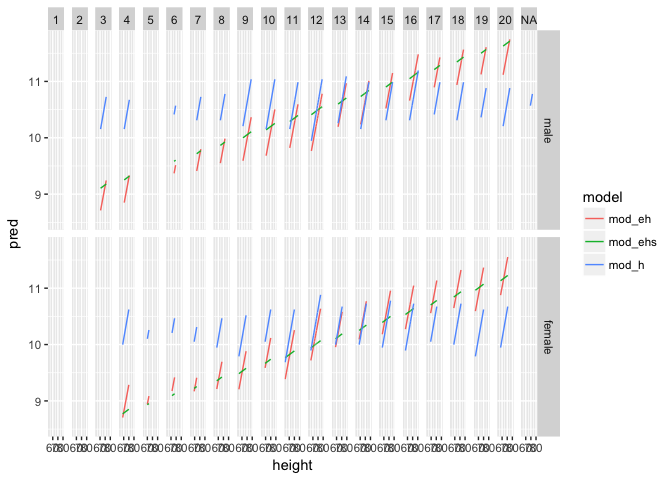 1 2 3 4 5 6 7 8 9 10 11 12 13 14 15 16 17 18 19 20 NA
11
10
9
male
11
10
9
female
pred
height
model
mod_eh
mod_ehs
mod_h